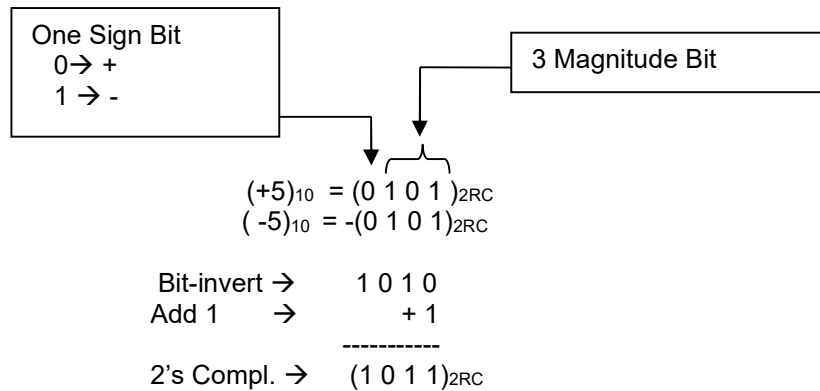 One Sign Bit
0→ +
1 → -
3 Magnitude Bit
(+5)10 = (0 1 0 1 )2RC
( -5)10 = -(0 1 0 1)2RC
Bit-invert → 1 0 1 0
Add 1 → + 1
-----------
2's Compl. → (1 0 1 1)2RC